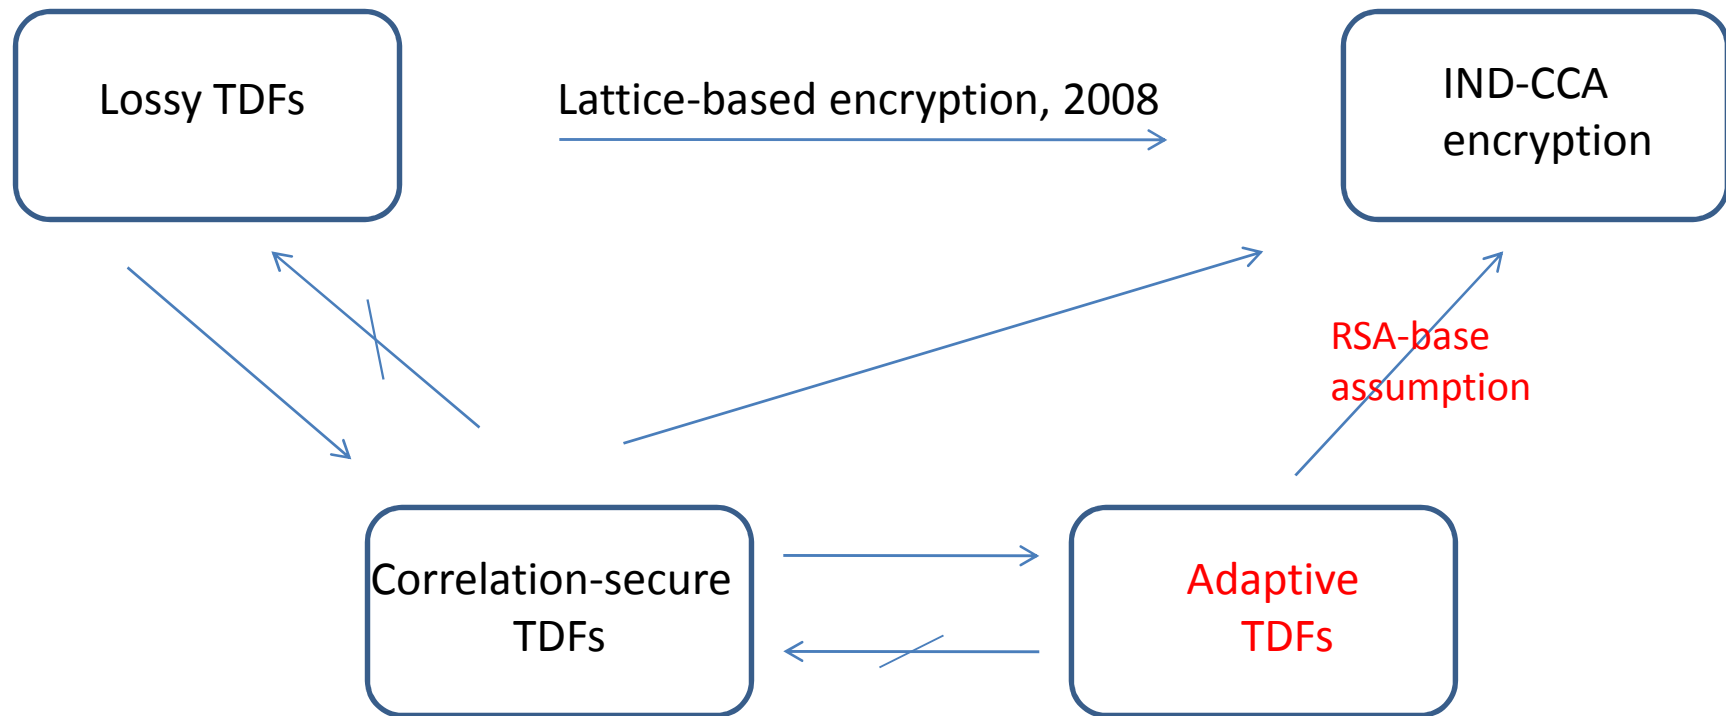 Lossy TDFs
Lattice-based encryption, 2008
IND-CCA
encryption
RSA-base
assumption
Correlation-secure
TDFs
Adaptive
TDFs